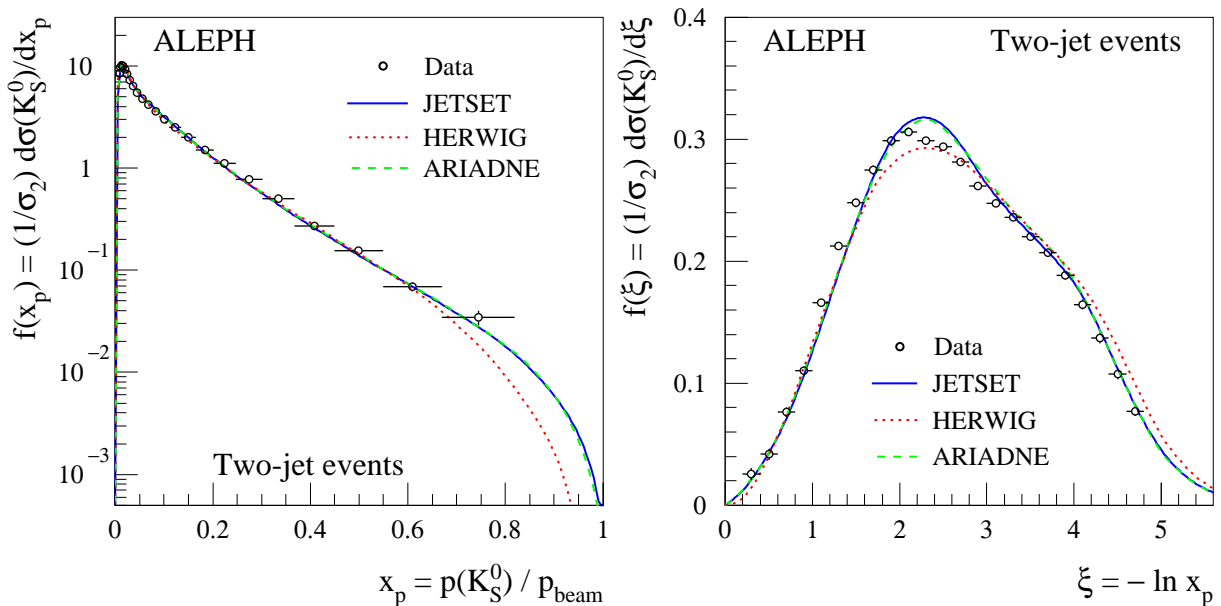 ALEPH
Data
JETSET
HERWIG
ARIADNE
Two-jet events
f(x_p) = (1/σ_2) dσ(K_S^0)/dx_p
10
1
10^−1
10^−2
10^−3
0 0.2 0.4 0.6 0.8 1
x_p = p(K_S^0) / p_beam
ALEPH Two-jet events
Data
JETSET
HERWIG
ARIADNE
f(ξ) = (1/σ_2) dσ(K_S^0)/dξ
0.4
0.3
0.2
0.1
0
0 1 2 3 4 5
ξ = − ln x_p